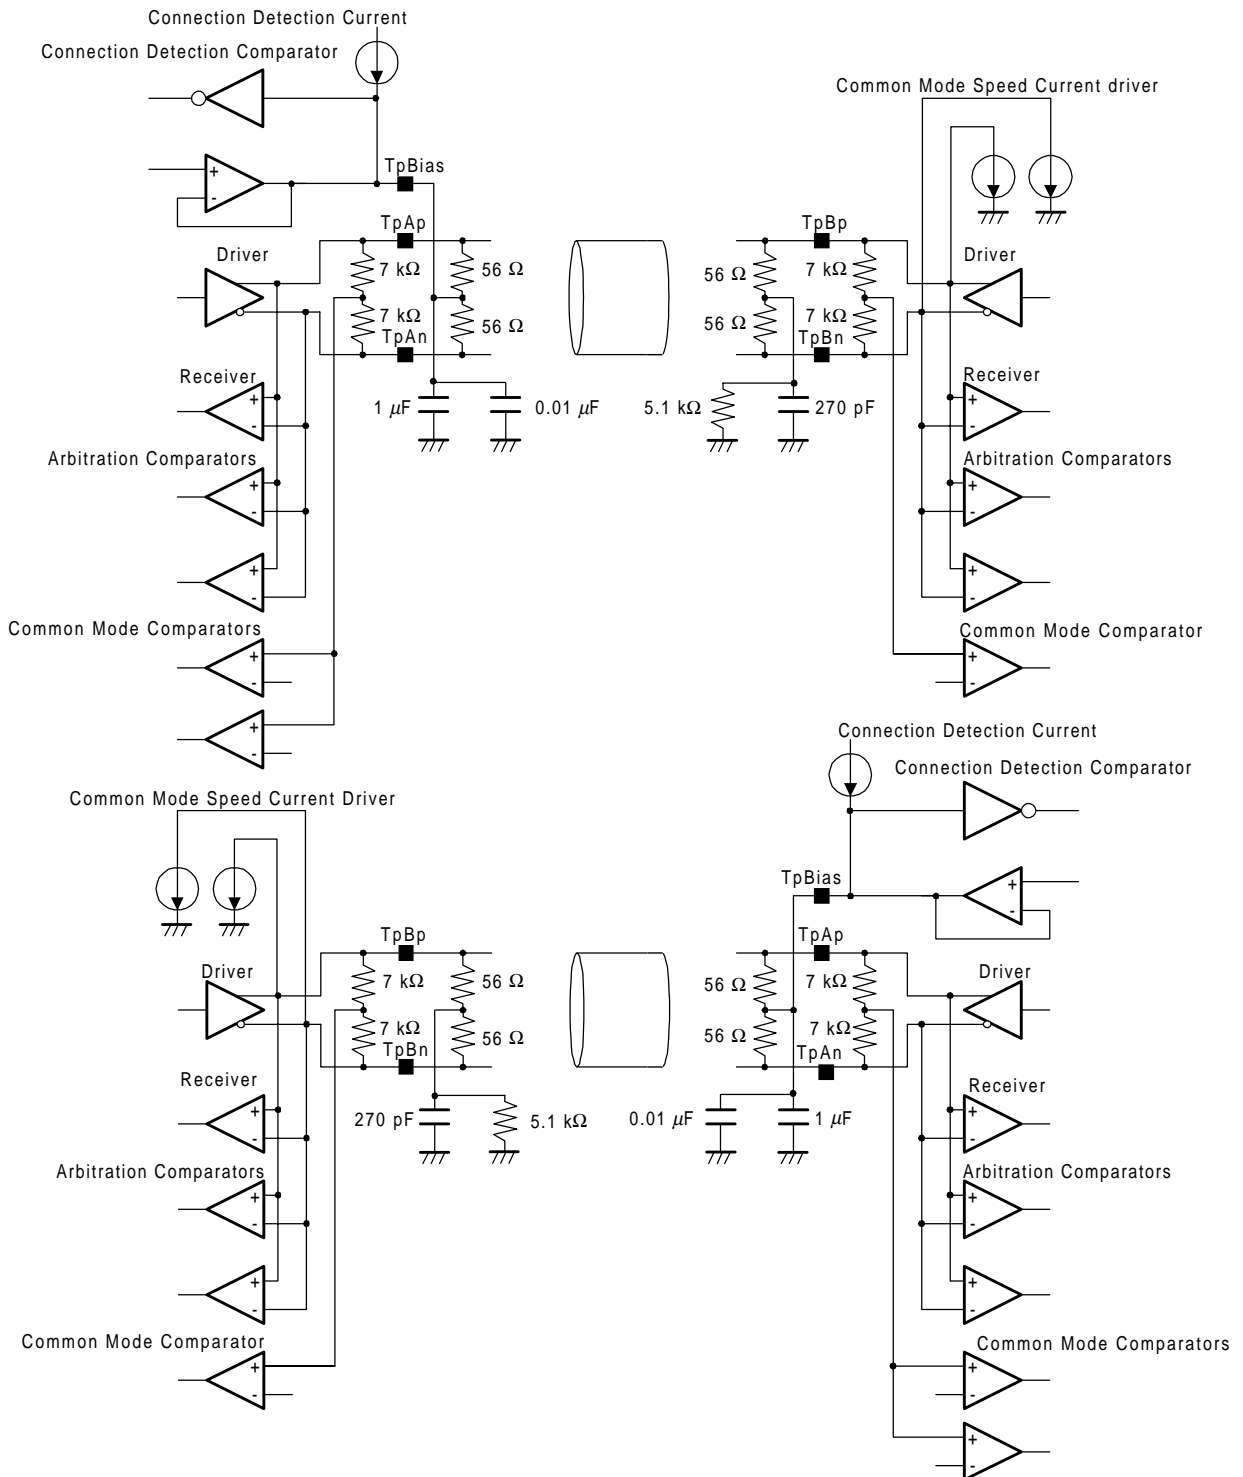 Connection Detection Current
Connection Detection Comparator
Common Mode Speed Current driver
+
-
TpBias
TpAp
TpBp
Driver
Driver
7 kΩ
56 Ω
56 Ω
7 kΩ
7 kΩ
56 Ω
56 Ω
7 kΩ
TpAn
TpBn
Receiver
Receiver
+
-
+
-
1 µF
0.01 µF
5.1 kΩ
270 pF
Arbitration Comparators
Arbitration Comparators
+
-
+
-
+
-
+
-
Common Mode Comparators
Common Mode Comparator
+
-
+
-
+
-
Connection Detection Current
Connection Detection Comparator
Common Mode Speed Current Driver
TpBias
+
-
TpBp
TpAp
Driver
Driver
7 kΩ
56 Ω
56 Ω
7 kΩ
7 kΩ
56 Ω
56 Ω
7 kΩ
TpBn
TpAn
Receiver
Receiver
+
-
+
-
270 pF
5.1 kΩ
0.01 µF
1 µF
Arbitration Comparators
Arbitration Comparators
+
-
+
-
+
-
+
-
Common Mode Comparator
Common Mode Comparators
+
-
+
-
+
-